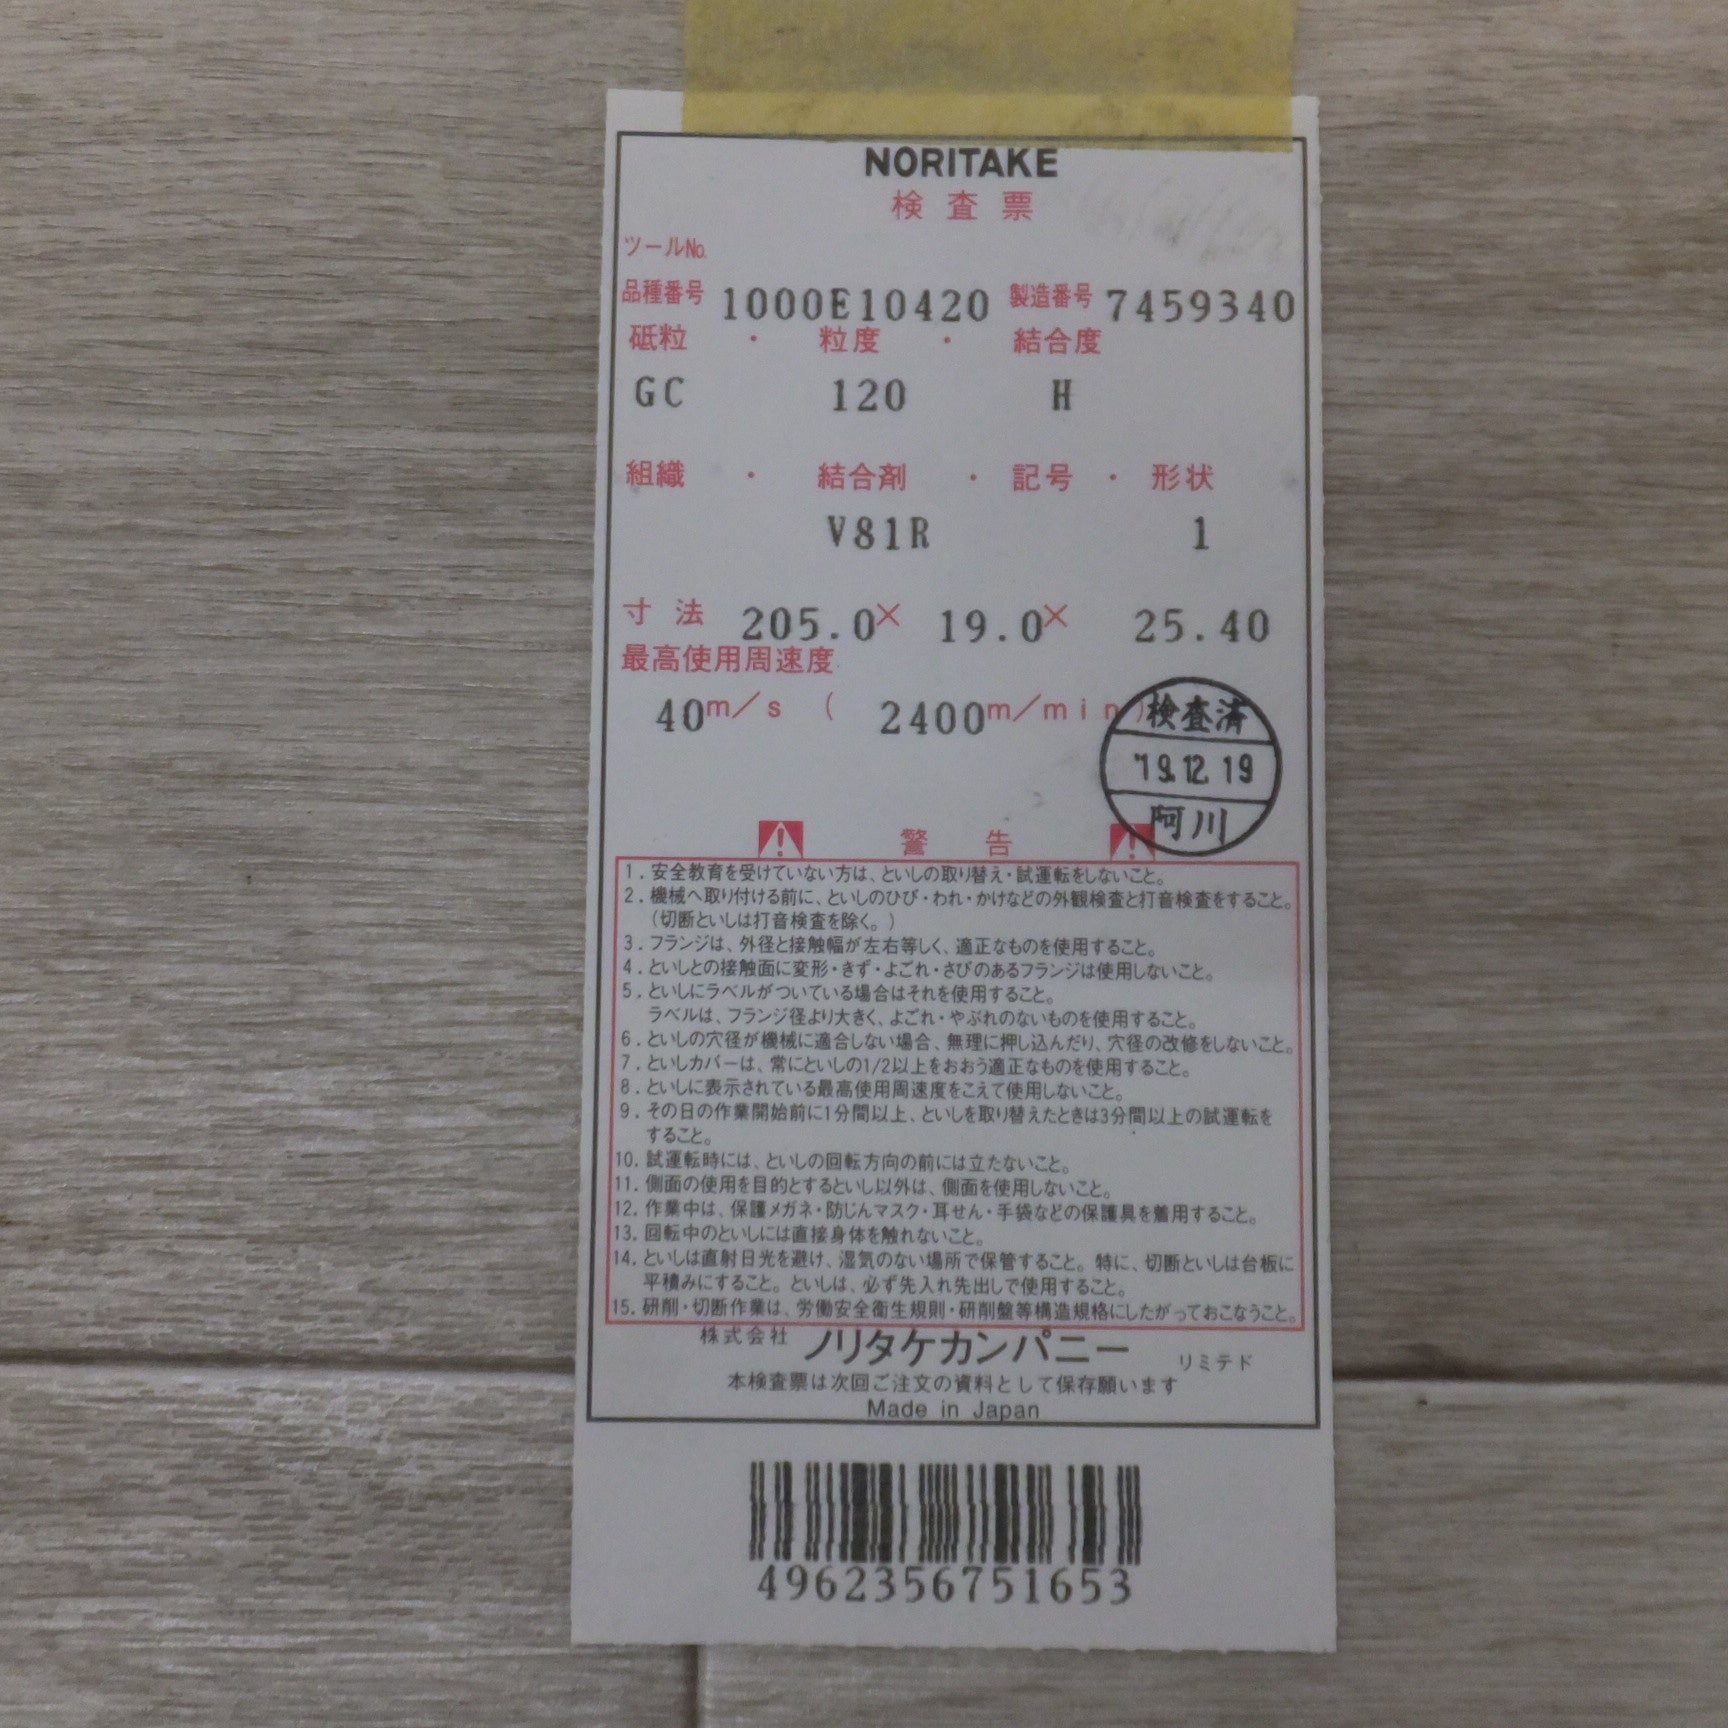 NORITAKE
検査票
ツールNo.
品種番号 1000E10420 製造番号 7459340
砥粒 ・ 粒度 ・ 結合度
GC 120 H
組織 ・ 結合剤 ・ 記号 ・ 形状
V81R 1
寸法 205.0× 19.0× 25.40
最高使用周速度
40m/s ( 2400m/min)
検査済
'19.12.19
阿川
警告
1. 安全教育を受けていない方は、といしの取り替え・試運転をしないこと。
2. 機械へ取り付ける前に、といしのひび・われ・かけなどの外観検査と打音検査をすること。
(切断といしは打音検査を除く。)
3. フランジは、外径と接触幅が左右等しく、適正なものを使用すること。
4. といしとの接触面に変形・きず・よごれ・さびのあるフランジは使用しないこと。
5. といしにラベルがついている場合はそれを使用すること。
ラベルは、フランジ径より大きく、よごれ・やぶれのないものを使用すること。
6. といしの穴径が機械に適合しない場合、無理に押し込んだり、穴径の改修をしないこと。
7. といしカバーは、常にといしの1/2以上をおおう適正なものを使用すること。
8. といしに表示されている最高使用周速度をこえて使用しないこと。
9. その日の作業開始前に1分間以上、といしを取り替えたときは3分間以上の試運転を
すること。
10. 試運転時には、といしの回転方向の前には立たないこと。
11. 側面の使用を目的とするといし以外は、側面を使用しないこと。
12. 作業中は、保護メガネ・防じんマスク・耳せん・手袋などの保護具を着用すること。
13. 回転中のといしには直接身体を触れないこと。
14. といしは直射日光を避け、湿気のない場所で保管すること。特に、切断といしは台板に
平積みにすること。といしは、必ず先入れ先出しで使用すること。
15. 研削・切断作業は、労働安全衛生規則・研削盤等構造規格にしたがっておこなうこと。
株式会社 ノリタケカンパニー リミテド
本検査票は次回ご注文の資料として保存願います
Made in Japan
4962356751653